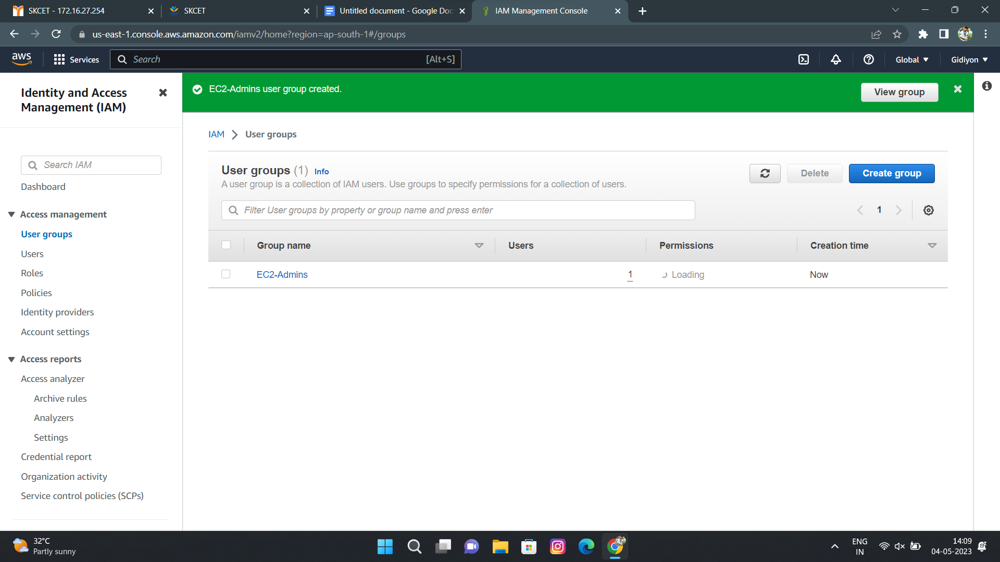 SKCET - 172.16.27.254
SKCET
Untitled document - Google Doc
IAM Management Console
us-east-1.console.aws.amazon.com/iamv2/home?region=ap-south-1#/groups
aws
Services
Search
[Alt+S]
Global
Gidiyon
Identity and Access
Management (IAM)
Search IAM
Dashboard
Access management
User groups
Users
Roles
Policies
Identity providers
Account settings
Access reports
Access analyzer
Archive rules
Analyzers
Settings
Credential report
Organization activity
Service control policies (SCPs)
EC2-Admins user group created.
View group
IAM
User groups
User groups (1) Info
A user group is a collection of IAM users. Use groups to specify permissions for a collection of users.
Delete
Create group
Filter User groups by property or group name and press enter
1
Group name
Users
Permissions
Creation time
EC2-Admins
1
Loading
Now
32°C
Partly sunny
ENG
IN
14:09
04-05-2023